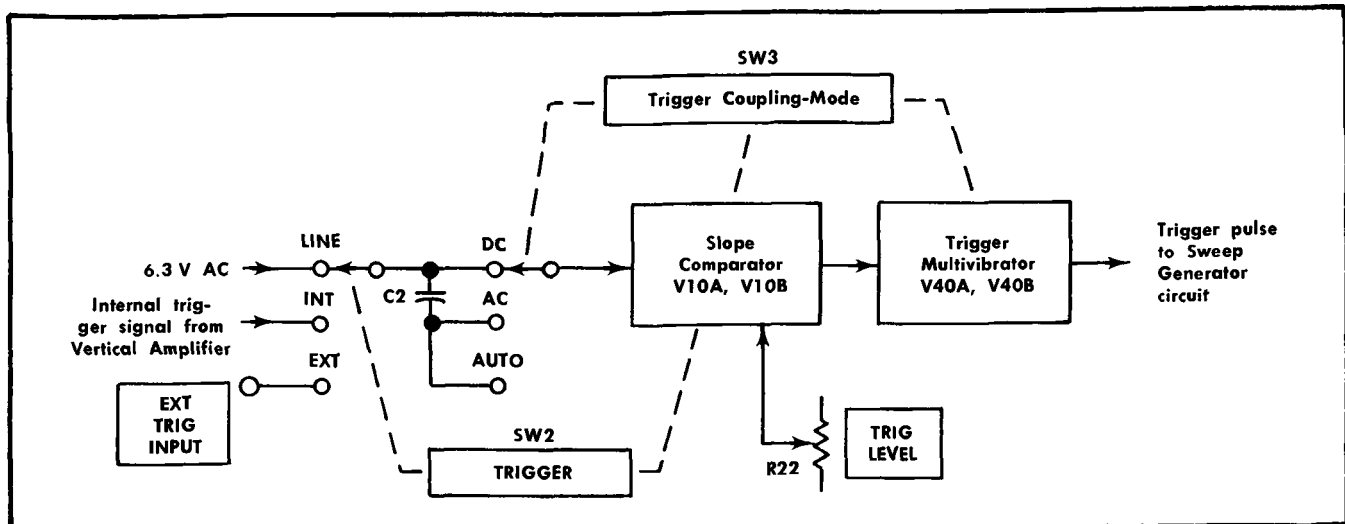 SW3
Trigger Coupling-Mode
LINE
DC
6.3 V AC
C2
AC
INT
Internal trig-
ger signal from
Vertical Amplifier
EXT
AUTO
EXT
TRIG
INPUT
SW2
TRIGGER
Slope
Comparator
V10A, V10B
Trigger
Multivibrator
V40A, V40B
Trigger pulse
to Sweep
Generator
circuit
R22
TRIG
LEVEL